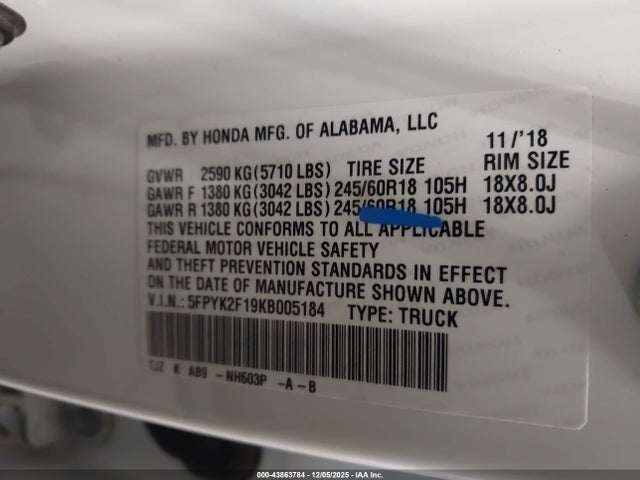 MFD. BY HONDA MFG. OF ALABAMA, LLC 11/'18
GVWR 2590 KG (5710 LBS) TIRE SIZE RIM SIZE
GAWR F 1380 KG (3042 LBS) 245/60R18 105H 18X8.0J
GAWR R 1380 KG (3042 LBS) 245/60R18 105H 18X8.0J
THIS VEHICLE CONFORMS TO ALL APPLICABLE
FEDERAL MOTOR VEHICLE SAFETY
AND THEFT PREVENTION STANDARDS IN EFFECT
ON THE DATE OF MANUFACTURE SHOWN ABOVE.
V.I.N.: 5FPYK2F19KB005184 TYPE: TRUCK
TJZ K AB9 - NH603P - A - B
000-43863784 | 12/05/2025 | IAA Inc.